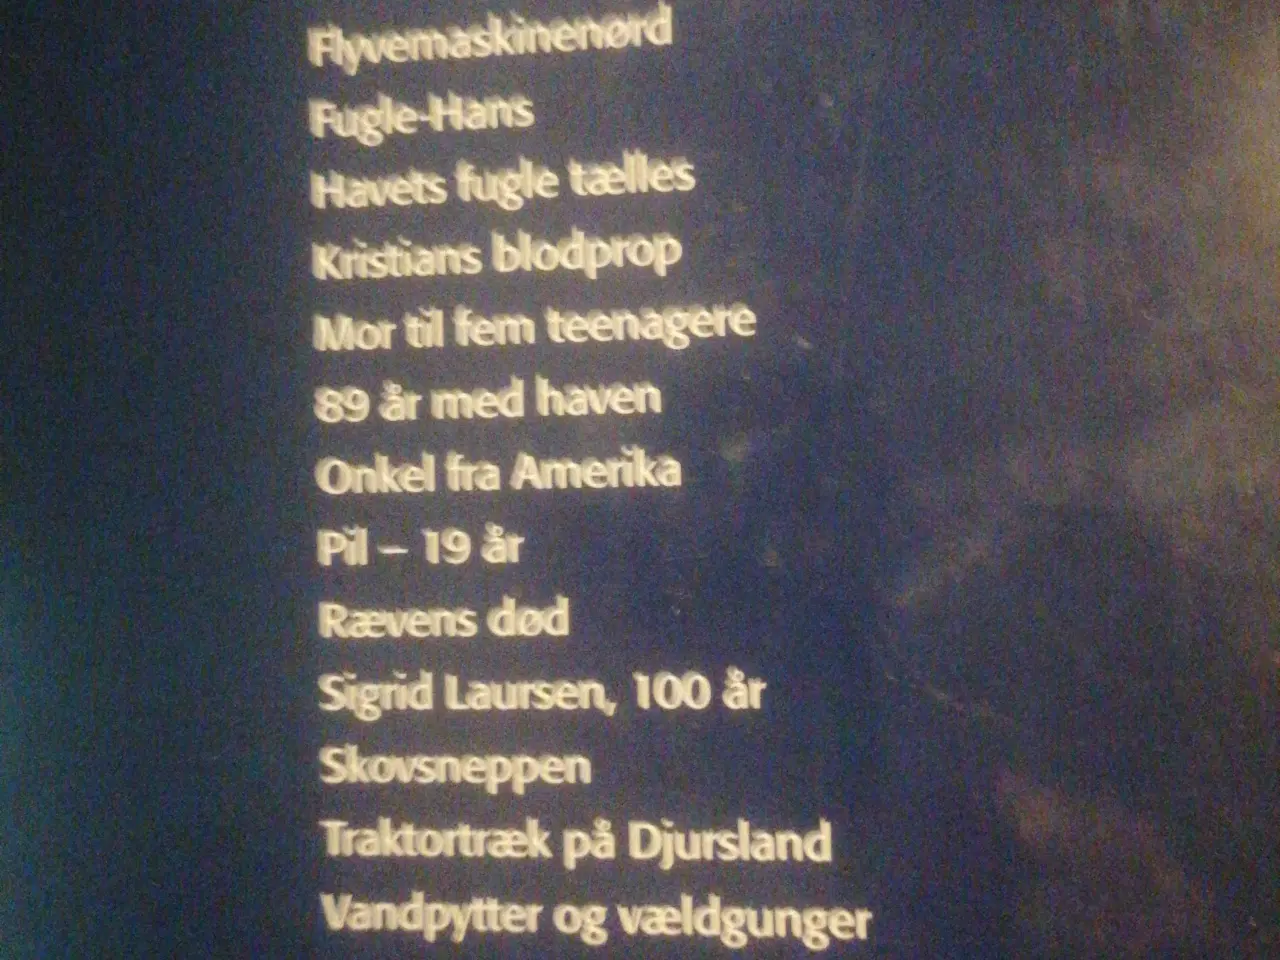 Flyvemaskinenørd
Fugle-Hans
Havets fugle tælles
Kristians blodprop
Mor til fem teenagere
89 år med haven
Onkel fra Amerika
Pil – 19 år
Rævens død
Sigrid Laursen, 100 år
Skovsneppen
Traktortræk på Djursland
Vandpytter og vældgunger